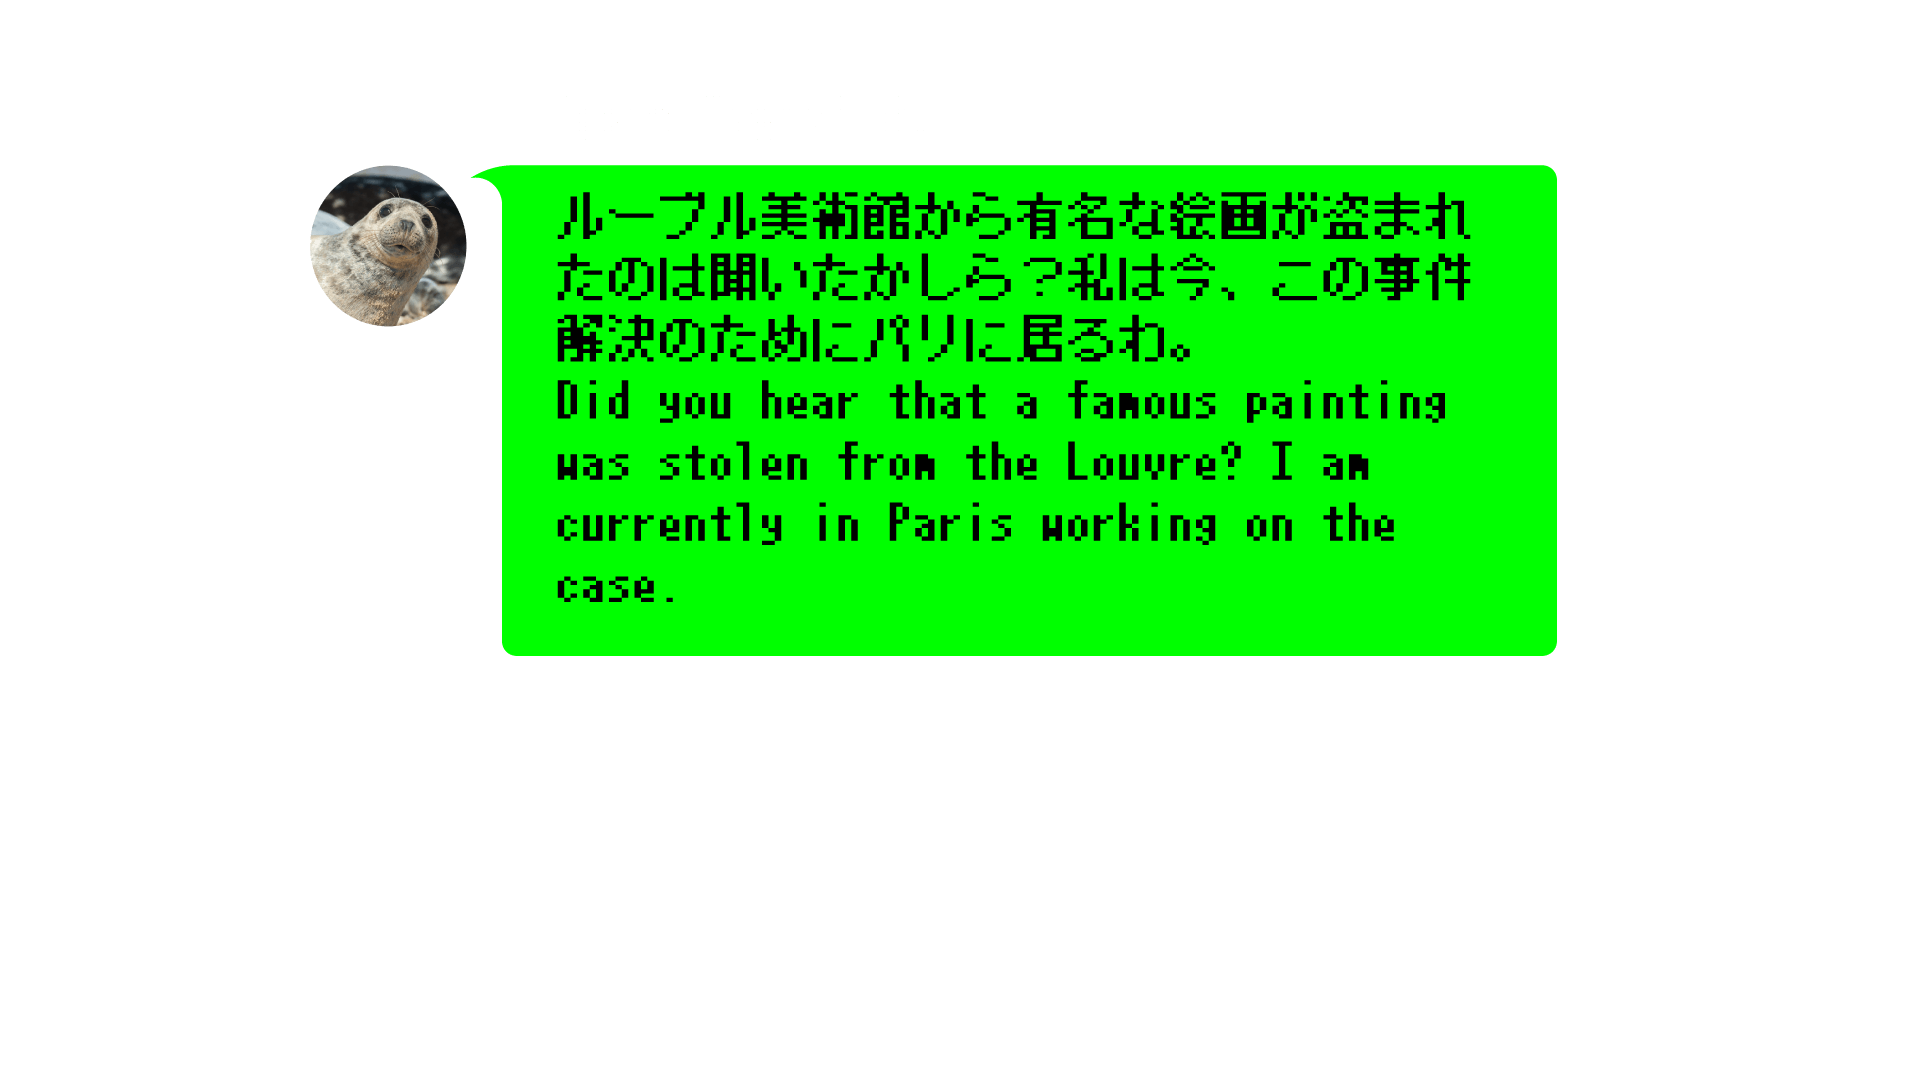 ルーブル美術館から有名な絵画が盗まれ
たのは聞いたかしら？私は今、この事件
解決のためにパリに居るわ。
Did you hear that a famous painting
was stolen from the Louvre? I am
currently in Paris working on the
case.